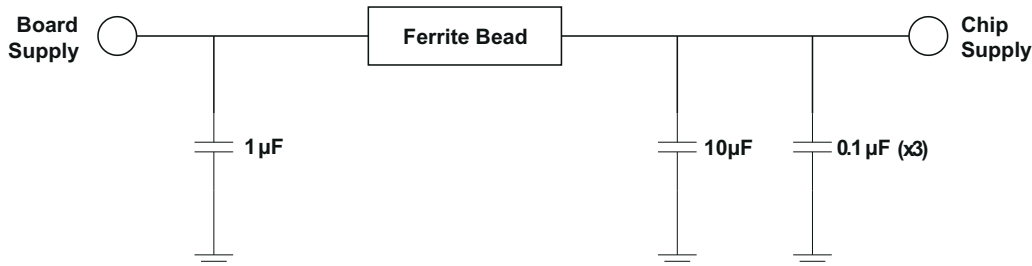 Board
Supply
Ferrite Bead
Chip
Supply
1 µF
10µF
0.1 µF (x3)